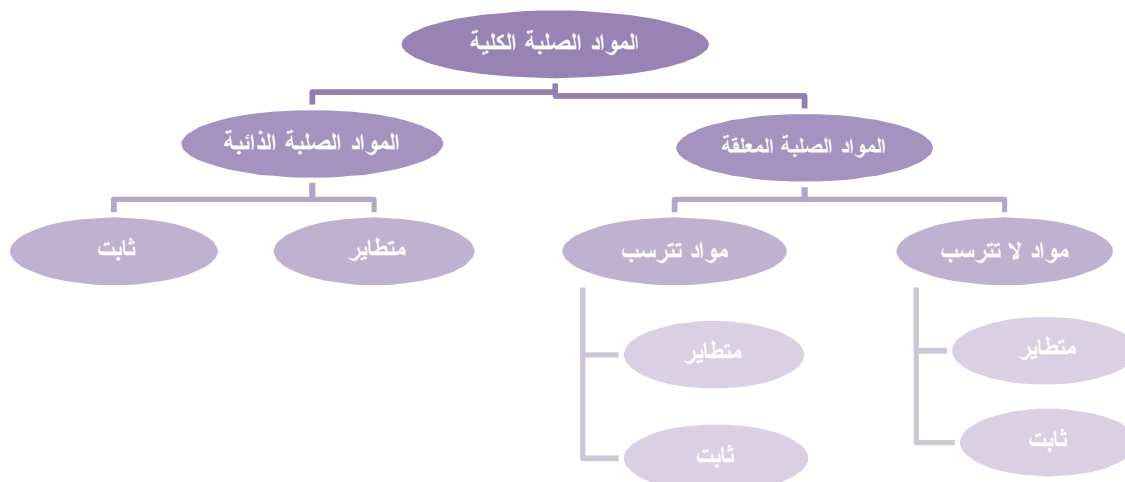 المواد الصلبة الكلية
المواد الصلبة المعلقة
المواد الصلبة الذائبة
مواد لا تترسب
مواد تترسب
متطاير
ثابت
متطاير
متطاير
ثابت
ثابت